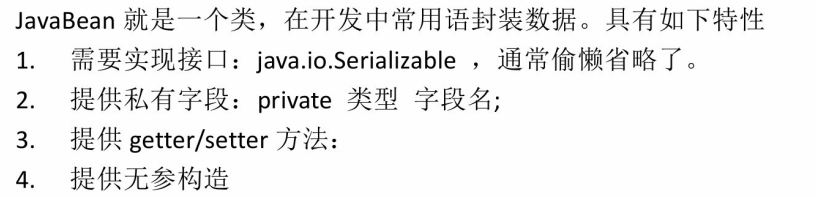 JavaBean 就是一个类，在开发中常用语封装数据。具有如下特性
1. 需要实现接口：java.io.Serializable ，通常偷懒省略了。
2. 提供私有字段：private 类型 字段名;
3. 提供 getter/setter 方法：
4. 提供无参构造